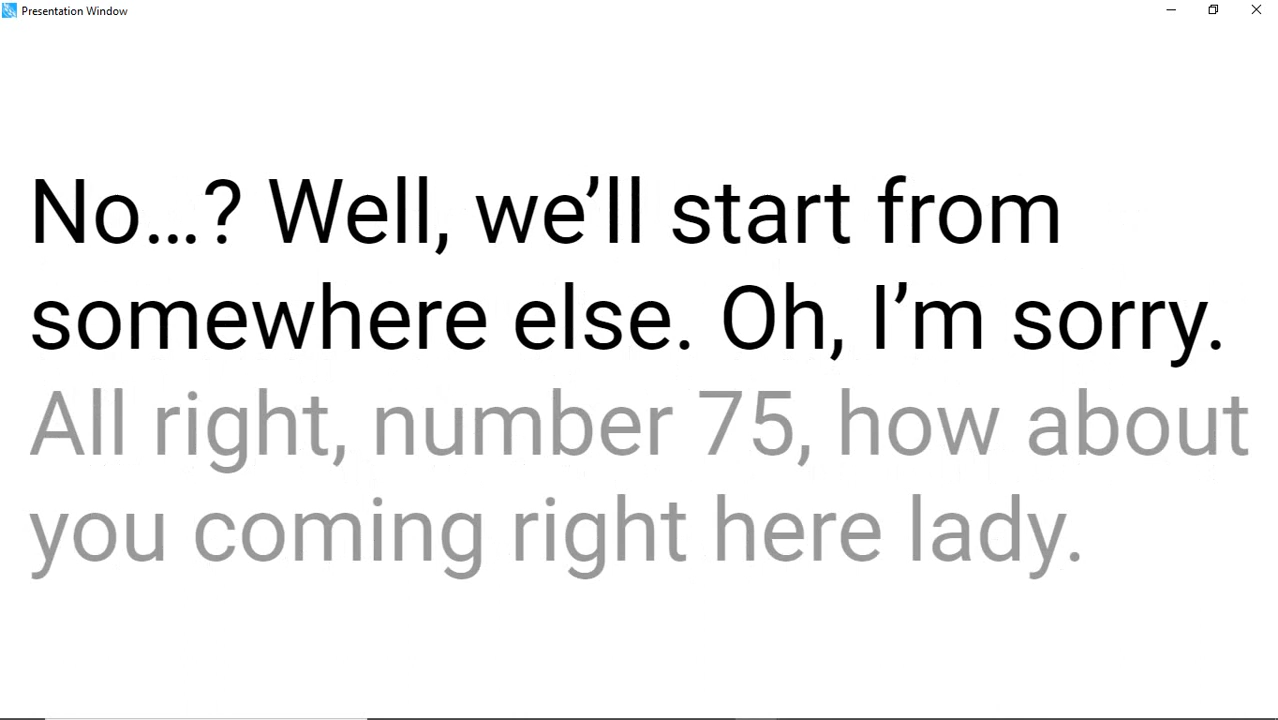 Presentation Window
No…? Well, we’ll start from
somewhere else. Oh, I’m sorry.
All right, number 75, how about
you coming right here lady.